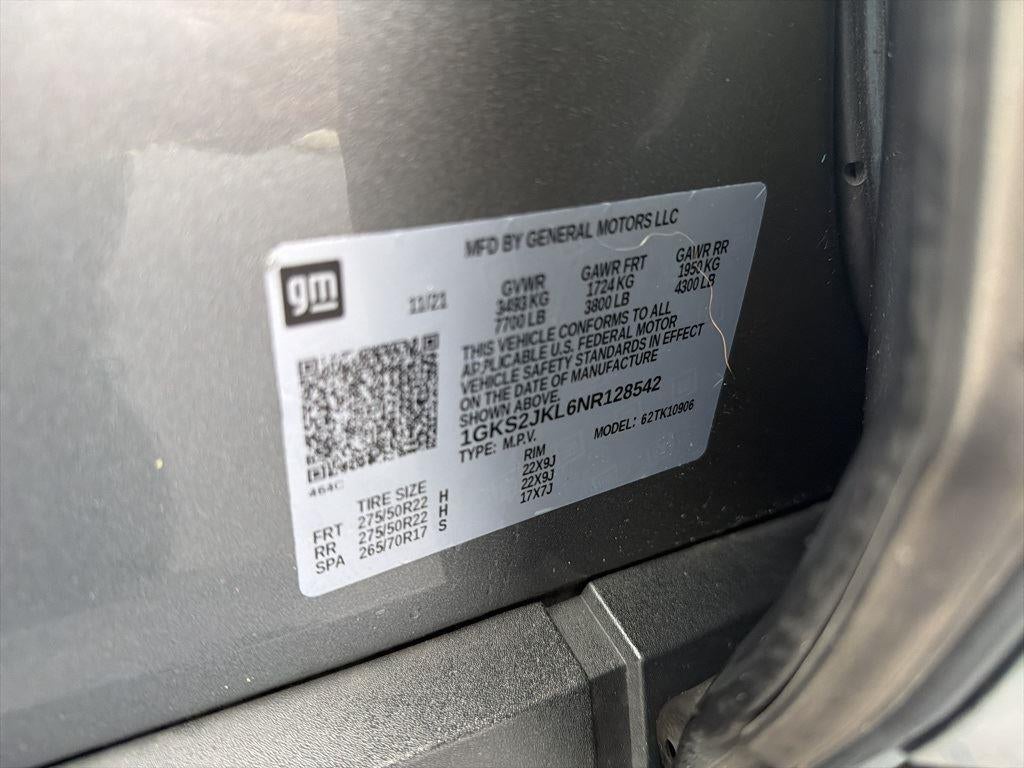 MFD BY GENERAL MOTORS LLC
gm
11/21
GVWR
3493 KG
7700 LB
GAWR FRT
1724 KG
3800 LB
GAWR RR
1950 KG
4300 LB
THIS VEHICLE CONFORMS TO ALL
APPLICABLE U.S. FEDERAL MOTOR
VEHICLE SAFETY STANDARDS IN EFFECT
ON THE DATE OF MANUFACTURE
SHOWN ABOVE.
1GKS2JKL6NR128542
TYPE: M.P.V.
MODEL: 62TK10906
464C
TIRE SIZE RIM
FRT 275/50R22 H 22X9J
RR 275/50R22 H 22X9J
SPA 265/70R17 S 17X7J